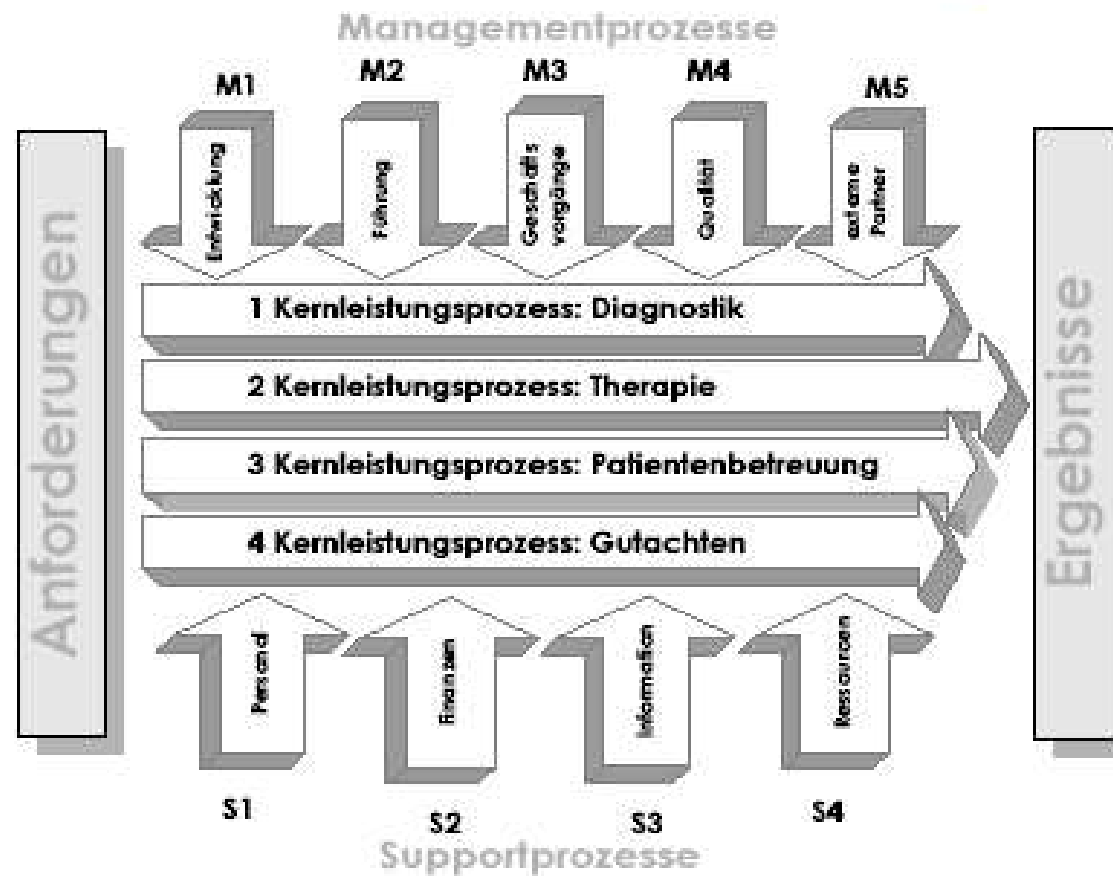 Managementprozesse
M1
M2
M3
M4
M5
Entwicklung
Führung
Geschäfts
vorgänge
Qualität
externe
Partner
Anforderungen
1 Kernleistungsprozess: Diagnostik
2 Kernleistungsprozess: Therapie
3 Kernleistungsprozess: Patientenbetreuung
4 Kernleistungsprozess: Gutachten
Ergebnisse
Personal
Finanzen
Information
Ressourcen
S1
S2
S3
S4
Supportprozesse